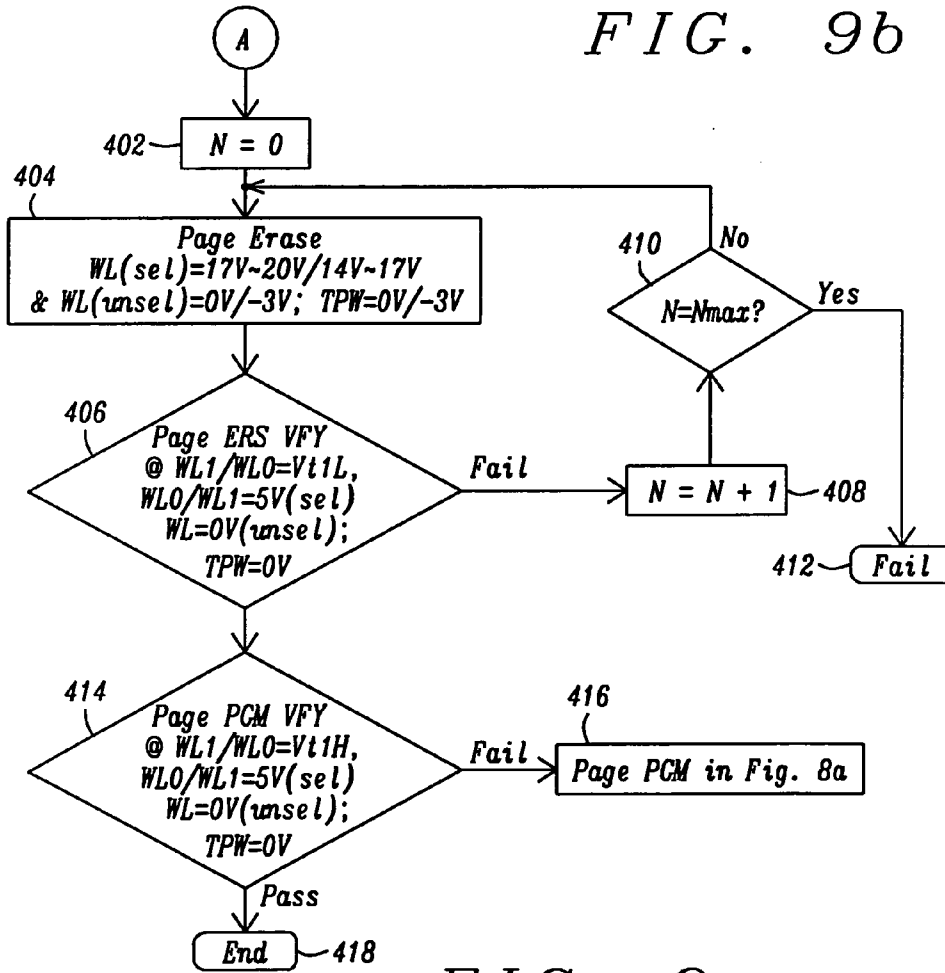 FIG. 9b
A
402
N = 0
404
Page Erase
WL(sel)=17V~20V/14V~17V
& WL(unsel)=0V/-3V; TPW=0V/-3V
410
No
N=Nmax?
Yes
406
Page ERS VFY
@ WL1/WL0=Vt1L,
WL0/WL1=5V(sel)
WL=0V(unsel);
TPW=0V
Fail
N = N + 1
408
412
Fail
414
Page PCM VFY
@ WL1/WL0=Vt1H,
WL0/WL1=5V(sel)
WL=0V(unsel);
TPW=0V
Fail
416
Page PCM in Fig. 8a
Pass
End
418